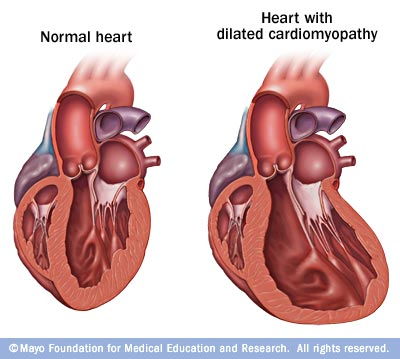 Normal heart
Heart with
dilated cardiomyopathy
© Mayo Foundation for Medical Education and Research. All rights reserved.